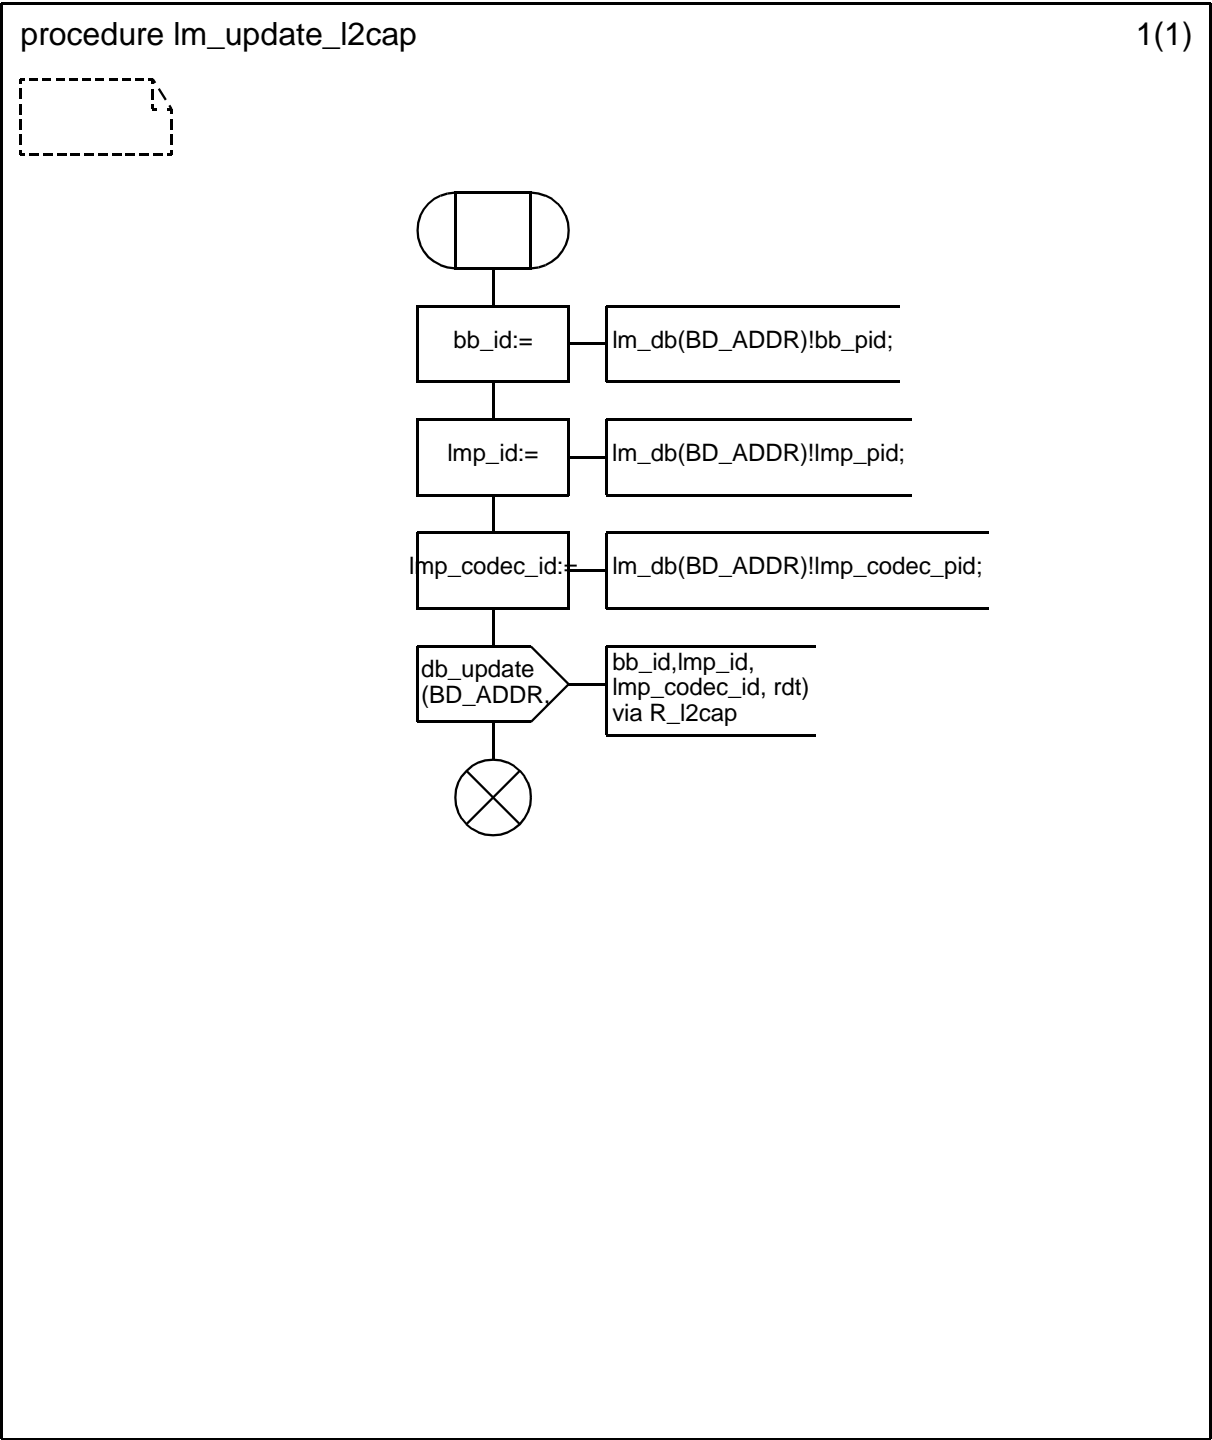 procedure lm_update_l2cap 1(1)
bb_id:= lm_db(BD_ADDR)!bb_pid;
lmp_id:= lm_db(BD_ADDR)!lmp_pid;
lmp_codec_id:= lm_db(BD_ADDR)!lmp_codec_pid;
db_update
(BD_ADDR,
bb_id,lmp_id,
lmp_codec_id, rdt)
via R_l2cap